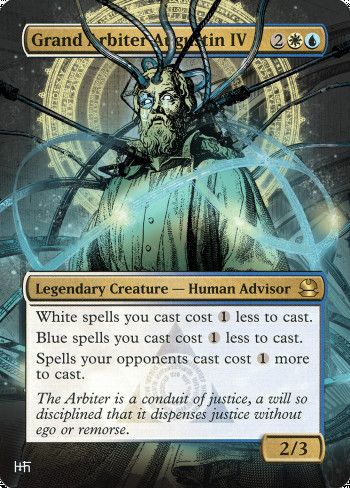 Grand Arbiter Augustin IV 2
Legendary Creature — Human Advisor
White spells you cast cost 1 less to cast.
Blue spells you cast cost 1 less to cast.
Spells your opponents cast cost 1 more
to cast.
The Arbiter is a conduit of justice, a will so
disciplined that it dispenses justice without
ego or remorse.
2/3